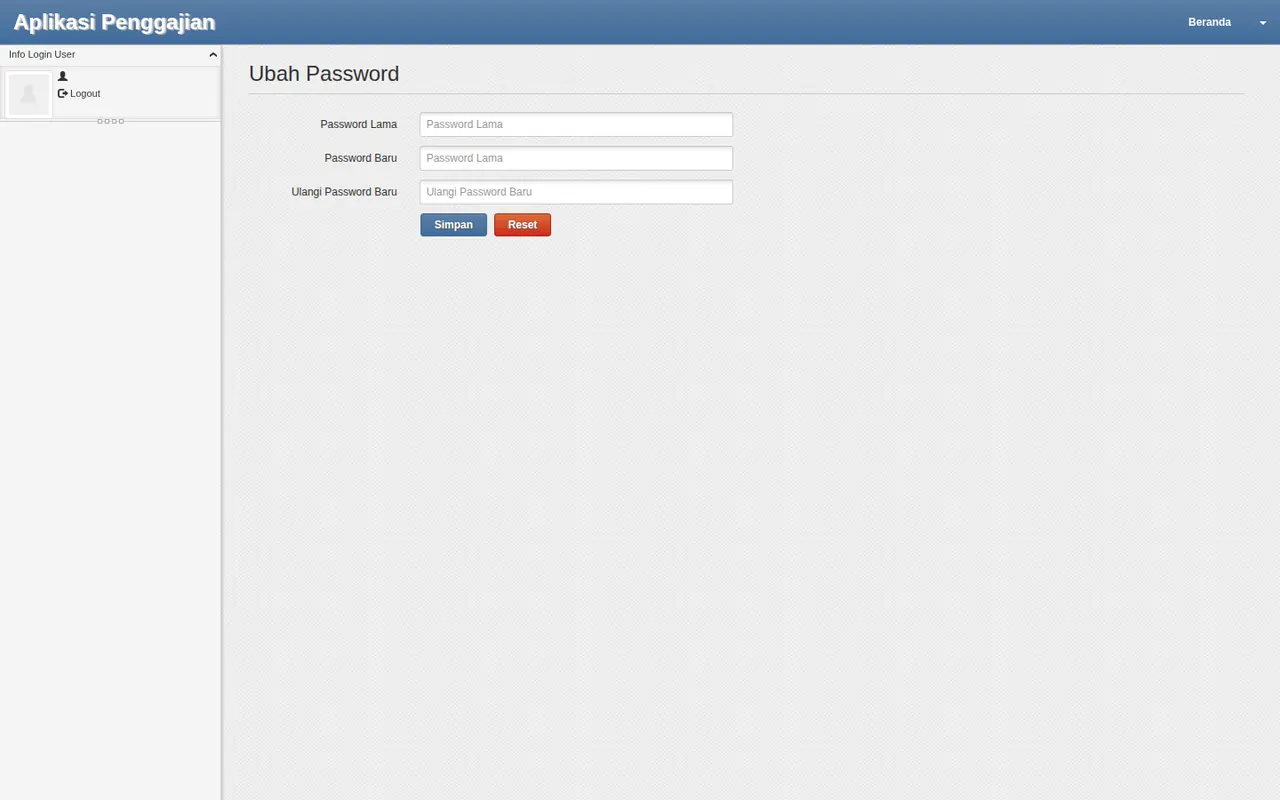 Aplikasi Penggajian
Beranda
Info Login User
Logout
Ubah Password
Password Lama
Password Lama
Password Baru
Password Lama
Ulangi Password Baru
Ulangi Password Baru
Simpan
Reset